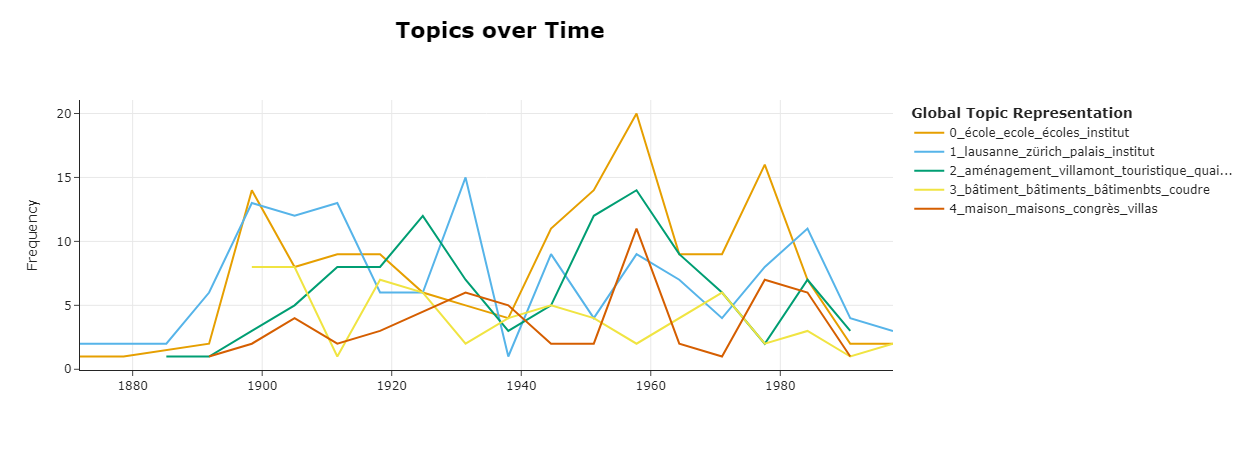 Topics over Time
Frequency
20
15
10
5
0
1880 1900 1920 1940 1960 1980
Global Topic Representation
0_école_ecole_écoles_institut
1_lausanne_zürich_palais_institut
2_aménagement_villamont_touristique_quai...
3_bâtiment_bâtiments_bâtimenbts_coudre
4_maison_maisons_congrès_villas